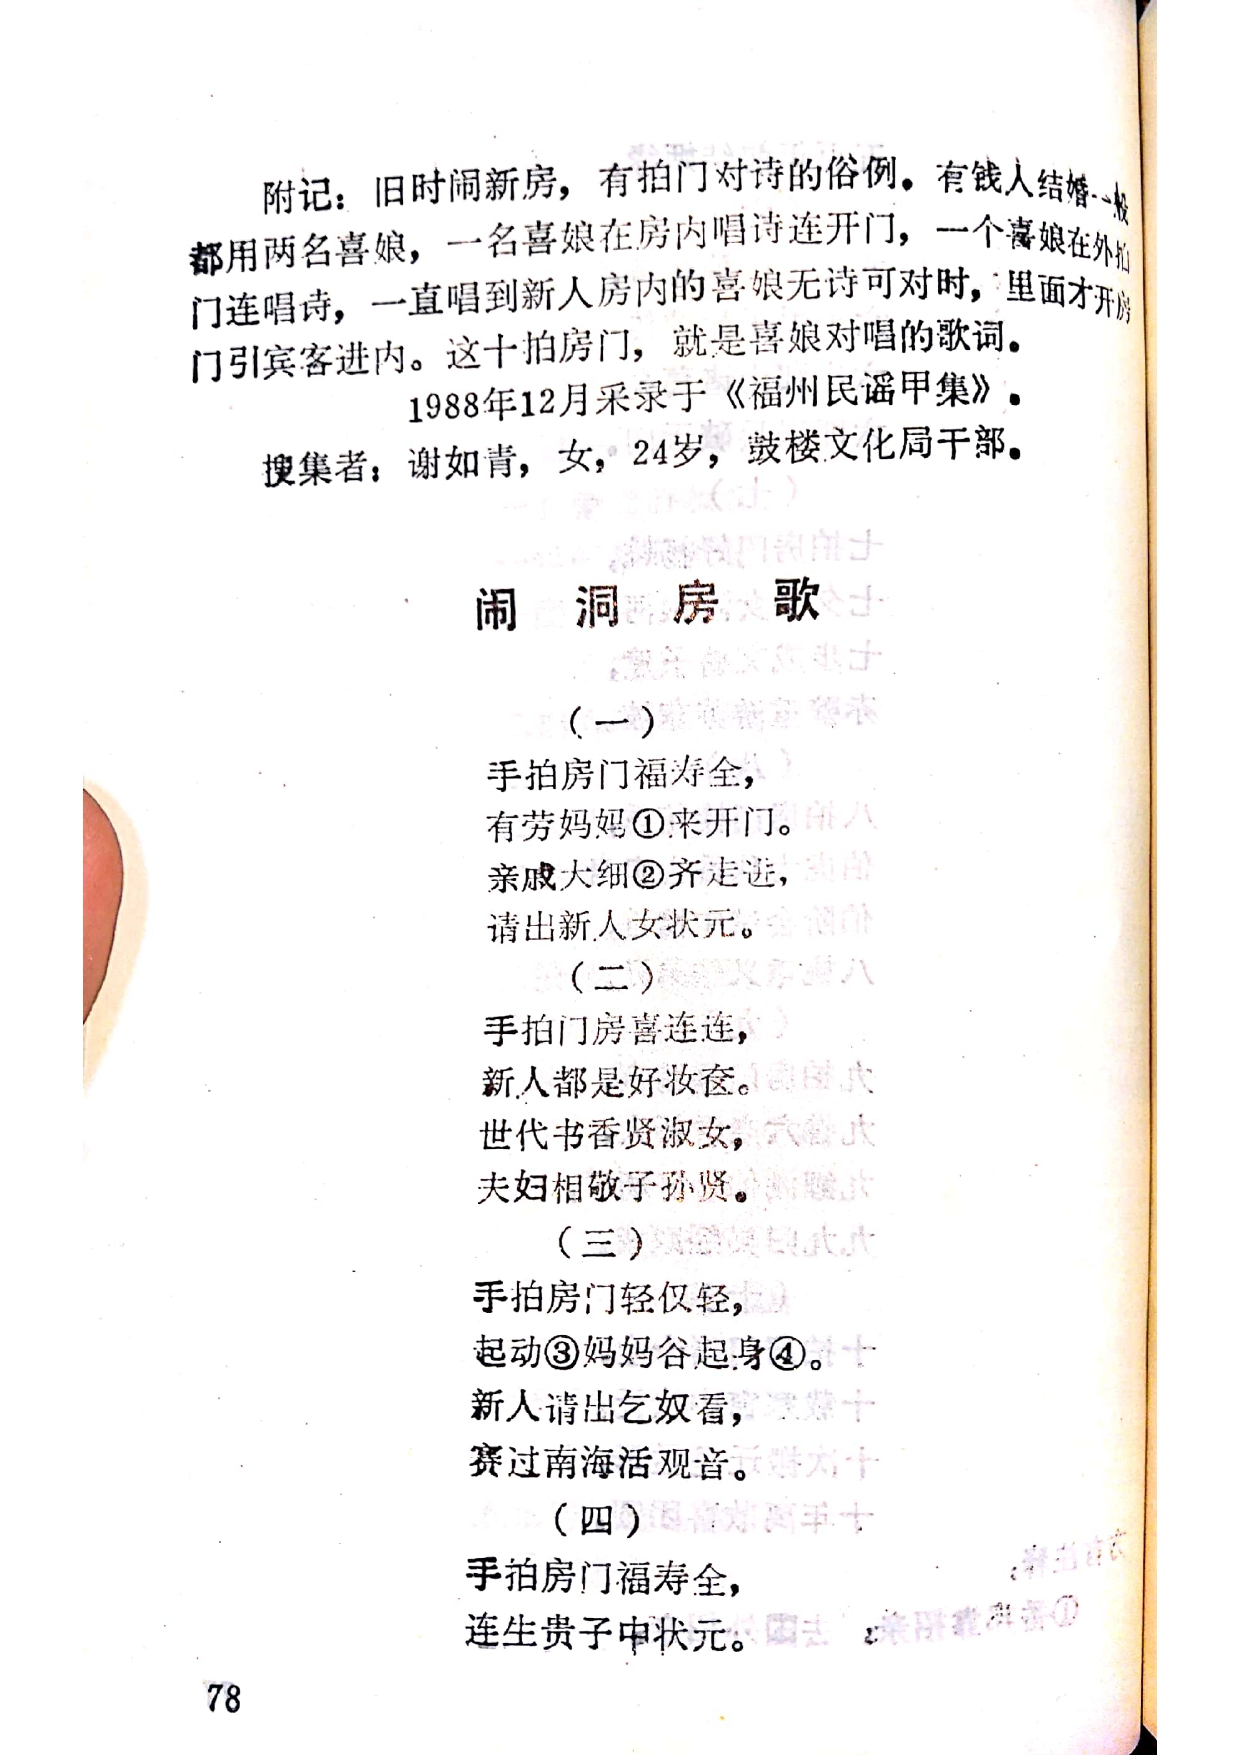 附记：旧时闹新房，有拍门对诗的俗例。有钱人结婚一般
都用两名喜娘，一名喜娘在房内唱诗连开门，一个喜娘在外拍
门连唱诗，一直唱到新人房内的喜娘无诗可对时，里面才开房
门引宾客进内。这十拍房门，就是喜娘对唱的歌词。
1988年12月采录于《福州民谣甲集》。
搜集者：谢如青，女，24岁，鼓楼文化局干部。
闹洞房歌
（一）
手拍房门福寿全，
有劳妈妈①来开门。
亲戚大细②齐走进，
请出新人女状元。
（二）
手拍门房喜连连，
新人都是好妆奁。
世代书香贤淑女，
夫妇相敬子孙贤。
（三）
手拍房门轻仅轻，
起动③妈妈谷起身④。
新人请出乞奴看，
赛过南海活观音。
（四）
手拍房门福寿全，
连生贵子中状元。
78